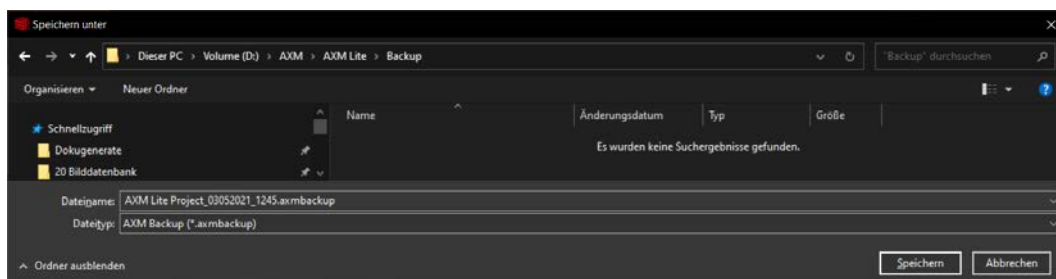 Speichern unter
Dieser PC > Volume (D:) > AXM > AXM Lite > Backup
"Backup" durchsuchen
Organisieren
Neuer Ordner
Name Änderungsdatum Typ Größe
Schnellzugriff
Es wurden keine Suchergebnisse gefunden.
Dokugenerate
20 Bilddatenbank
Dateiname: AXM Lite Project_03052021_1245.axmbackup
Dateityp: AXM Backup (*.axmbackup)
Ordner ausblenden
Speichern
Abbrechen